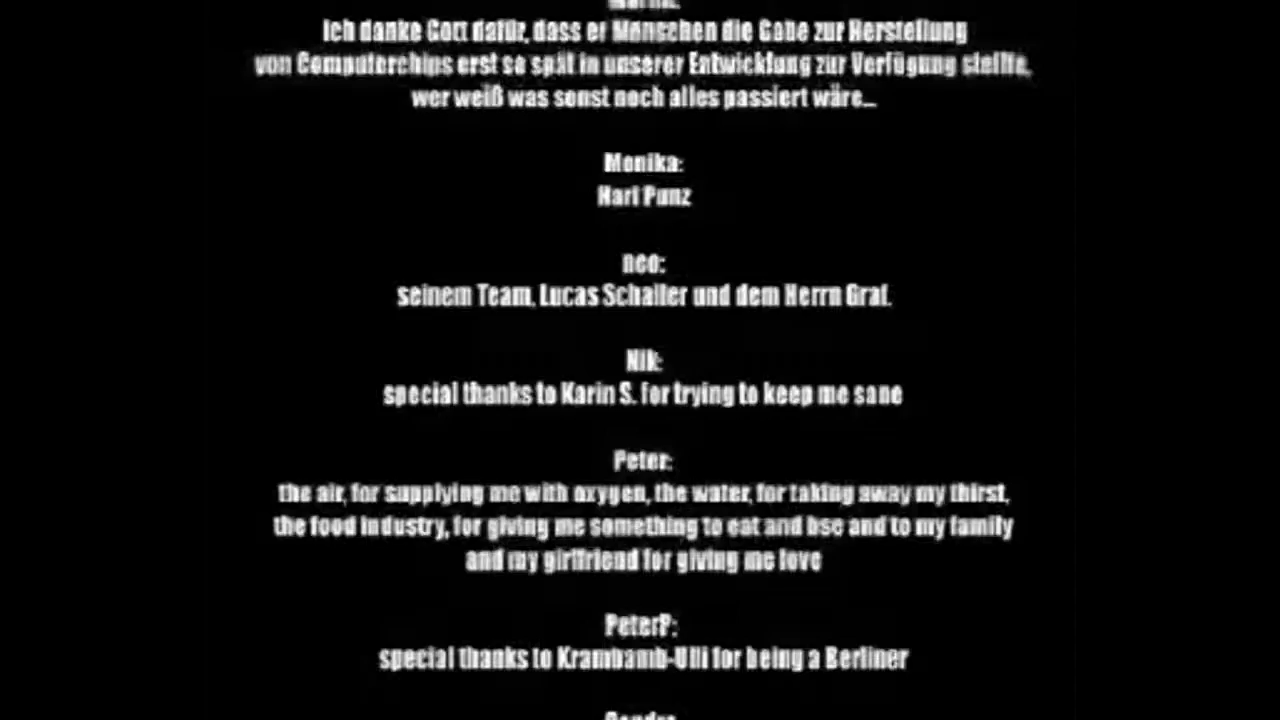 Ich danke Gott dafür, dass er Menschen die Gabe zur Herstellung
von Computerchips erst so spät in unserer Entwicklung zur Verfügung stellte,
wer weiß was sonst noch alles passiert wäre...
Monika:
Harl Punz
neo:
seinem Team, Lucas Schaller und dem Herrn Graf.
Nik:
special thanks to Karin S. for trying to keep me sane
Peter:
the air, for supplying me with oxygen, the water, for taking away my thirst,
the food industry, for giving me something to eat and bse and to my family
and my girlfriend for giving me love
PeterP:
special thanks to Krambamb-Ulli for being a Berliner